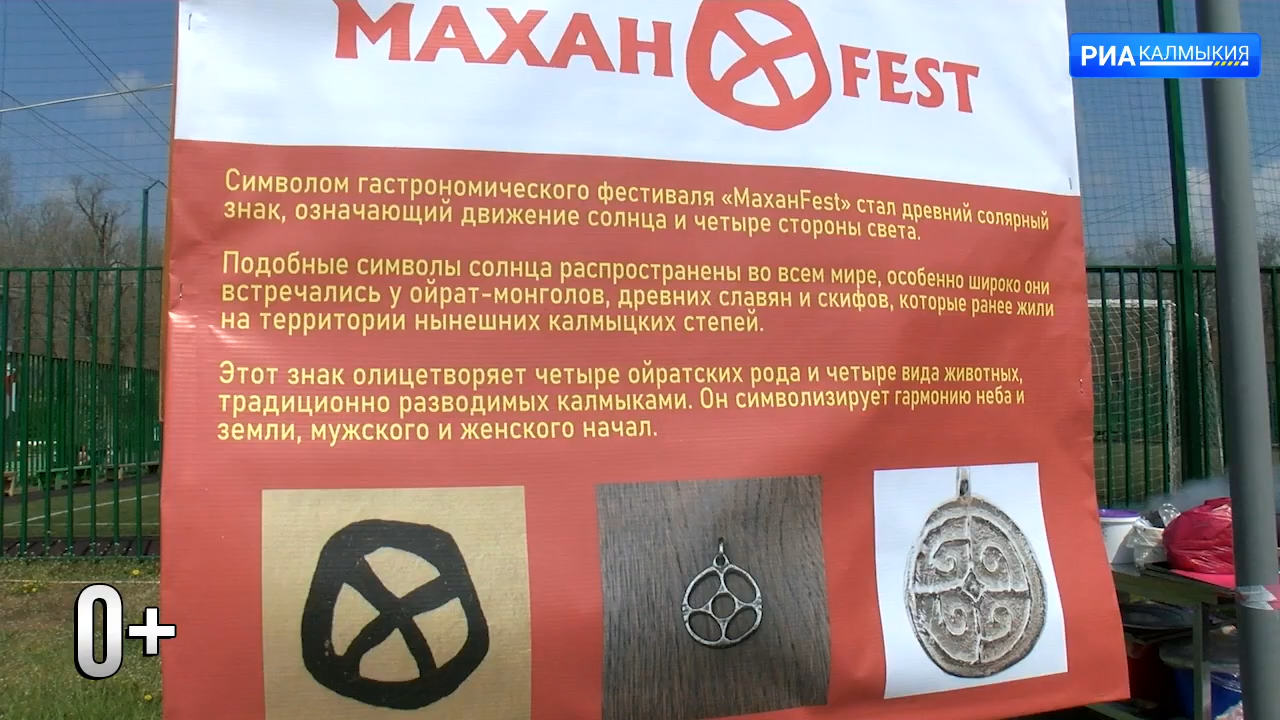 МАХАН FEST
РИА КАЛМЫКИЯ
Символом гастрономического фестиваля «МаханFest» стал древний солярный
знак, означающий движение солнца и четыре стороны света.
Подобные символы солнца распространены во всем мире, особенно широко они
встречались у ойрат-монголов, древних славян и скифов, которые ранее жили
на территории нынешних калмыцких степей.
Этот знак олицетворяет четыре ойратских рода и четыре вида животных,
традиционно разводимых калмыками. Он символизирует гармонию неба и
земли, мужского и женского начал.
0+